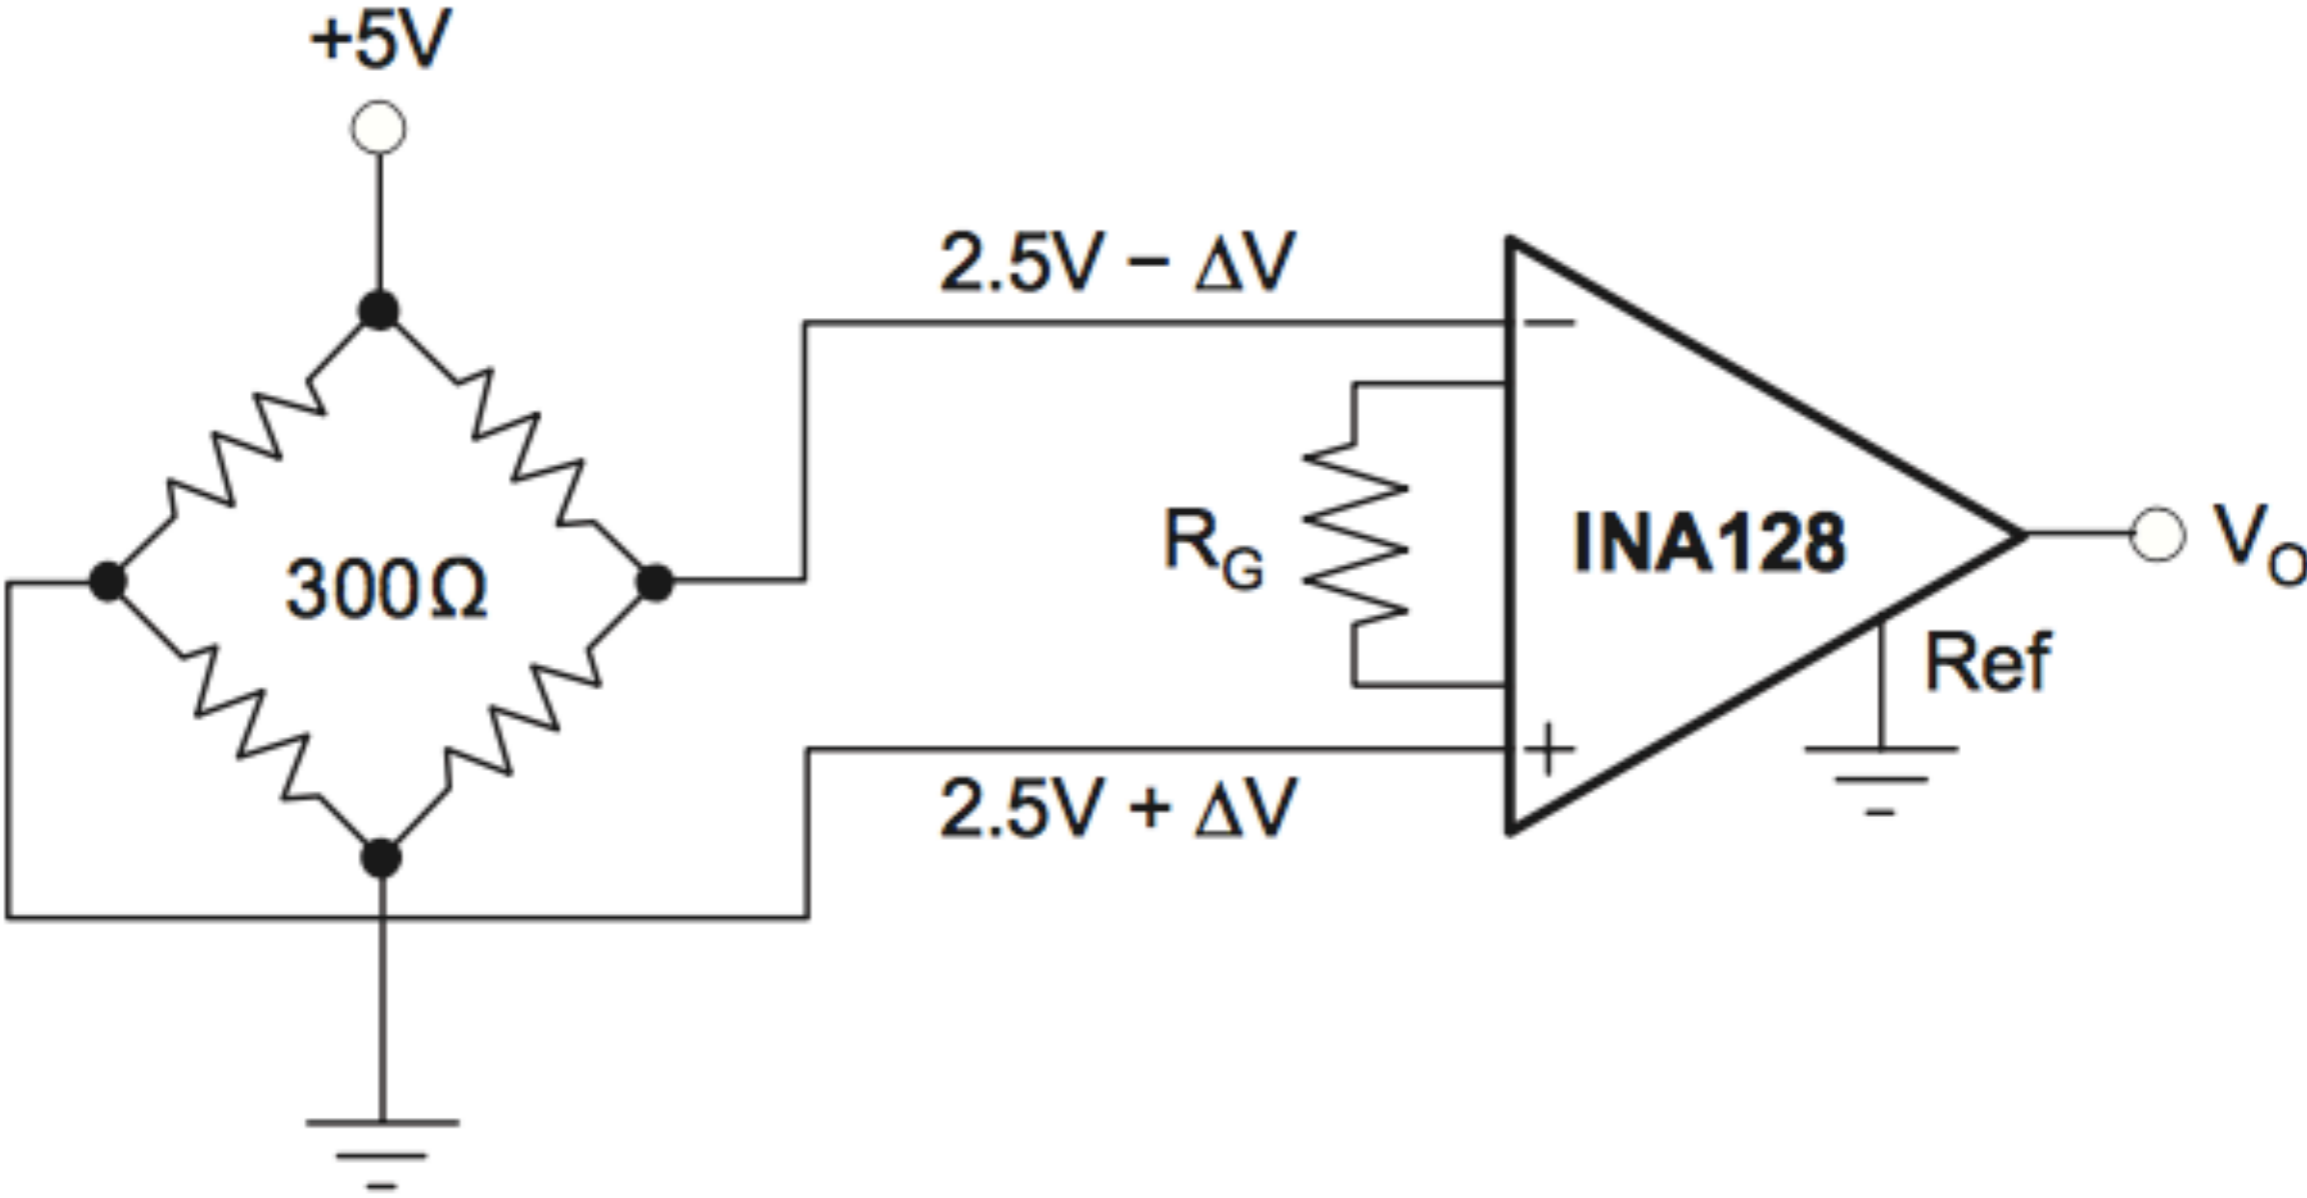 +5V
2.5V − ΔV
300Ω
R_G
INA128
V_O
Ref
2.5V + ΔV